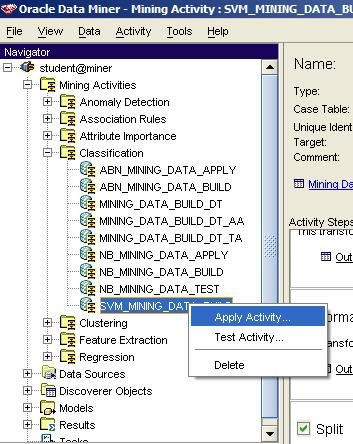 Oracle Data Miner - Mining Activity : SVM_MINING_DATA_BU
File View Data Activity Tools Help
Navigator
student@miner
Mining Activities
Anomaly Detection
Association Rules
Attribute Importance
Classification
ABN_MINING_DATA_APPLY
ABN_MINING_DATA_BUILD
MINING_DATA_BUILD_DT
MINING_DATA_BUILD_DT_AA
MINING_DATA_BUILD_DT_TA
NB_MINING_DATA_APPLY
NB_MINING_DATA_BUILD
NB_MINING_DATA_TEST
SVM_MINING_DATA_BUILD
Clustering
Feature Extraction
Regression
Data Sources
Discoverer Objects
Models
Results
Tasks
Apply Activity...
Test Activity...
Delete
Name:
Type:
Case Table:
Unique Ident
Target:
Comment:
Mining Da
Activity Steps
This transfo
Out
orma
ansfo
Out
Split